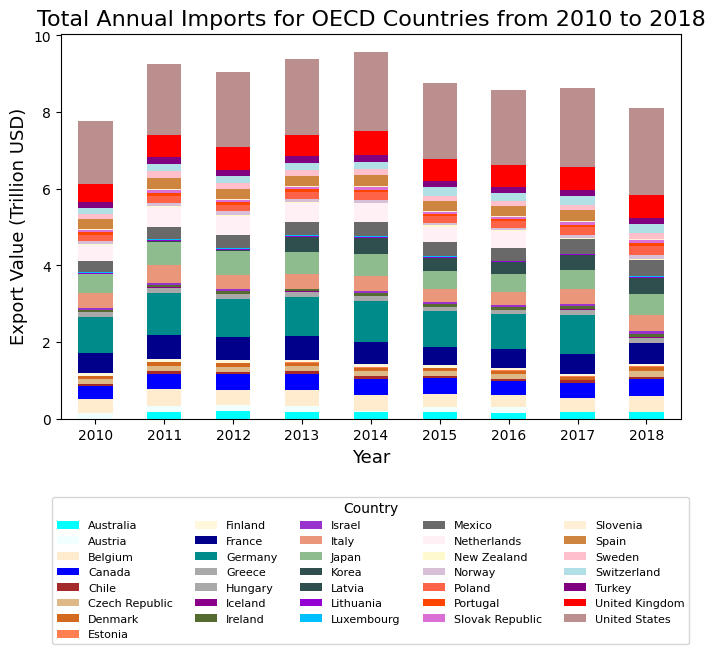 Total Annual Imports for OECD Countries from 2010 to 2018
Export Value (Trillion USD)
10
8
6
4
2
0
2010 2011 2012 2013 2014 2015 2016 2017 2018
Year
Country
Australia Finland Israel Mexico Slovenia
Austria France Italy Netherlands Spain
Belgium Germany Japan New Zealand Sweden
Canada Greece Korea Norway Switzerland
Chile Hungary Latvia Poland Turkey
Czech Republic Iceland Lithuania Portugal United Kingdom
Denmark Ireland Luxembourg Slovak Republic United States
Estonia